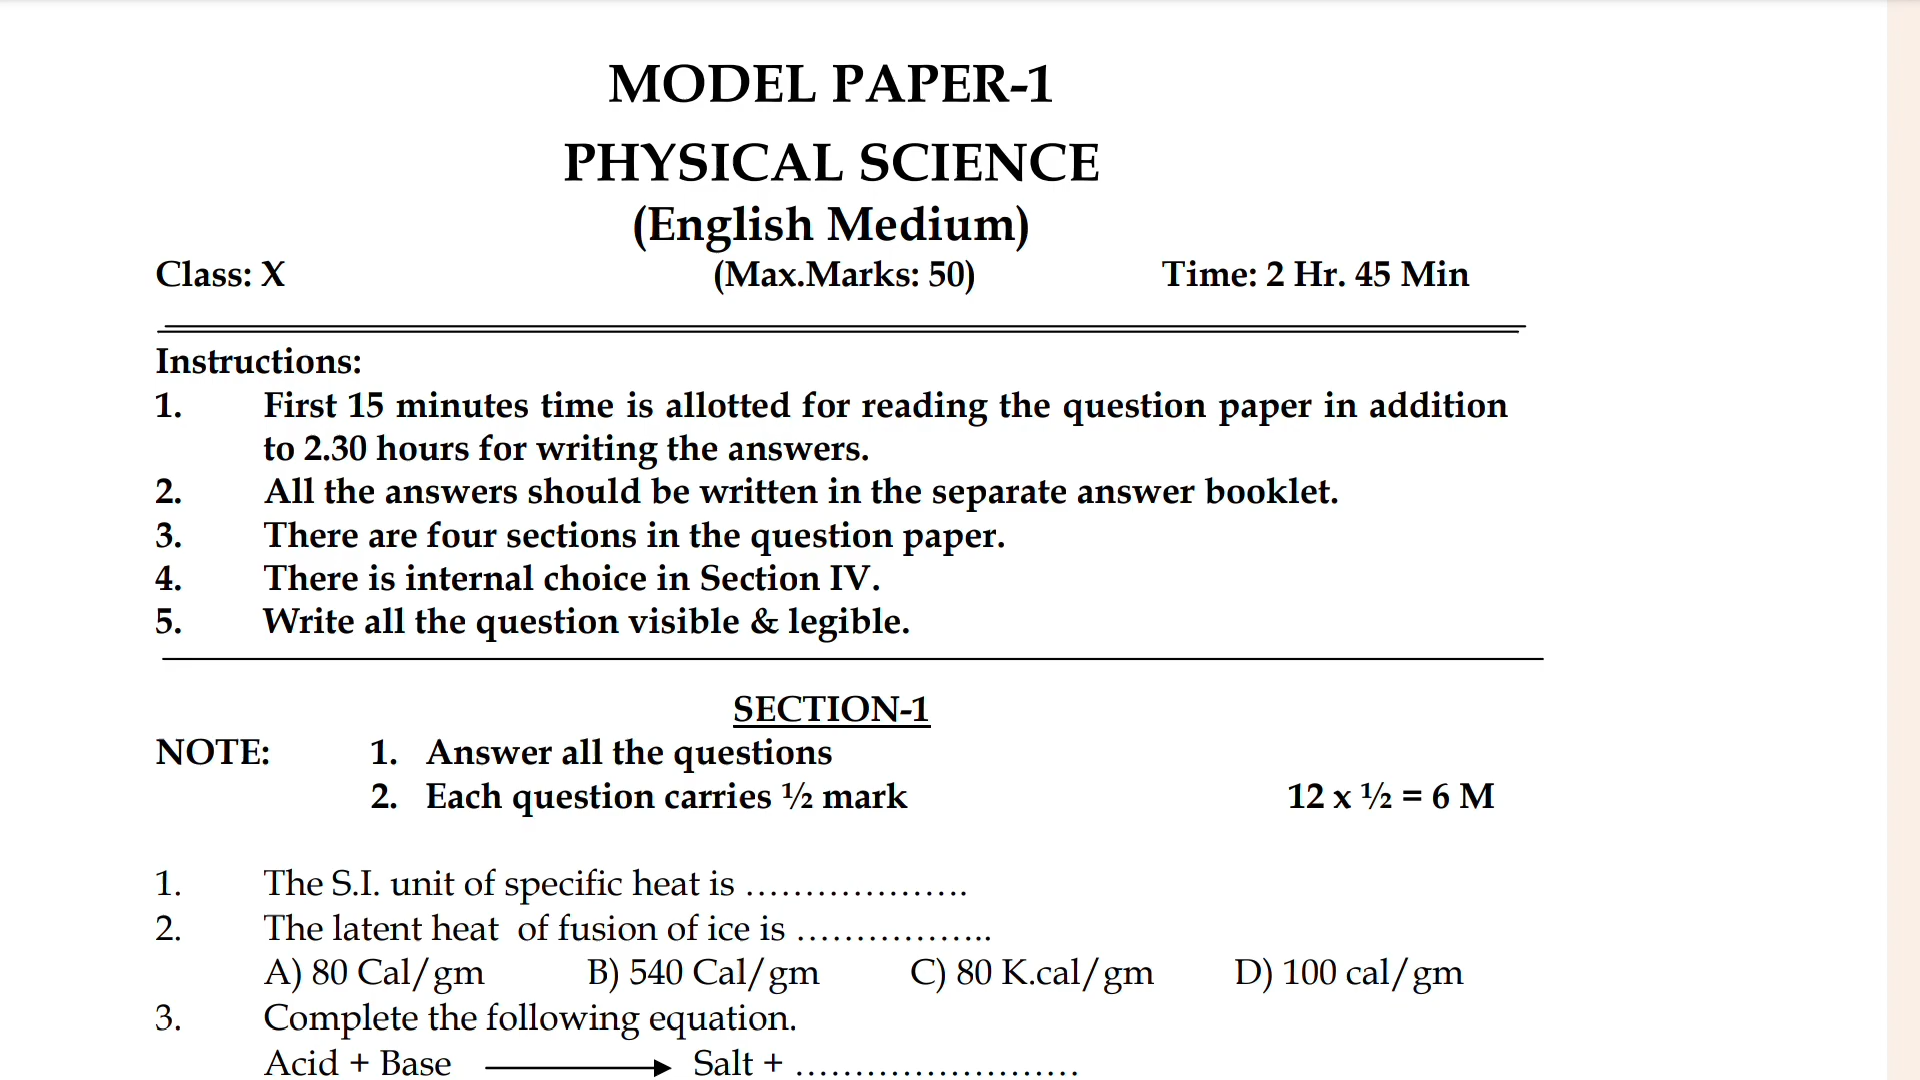 MODEL PAPER-1
PHYSICAL SCIENCE
(English Medium)
Class: X (Max.Marks: 50) Time: 2 Hr. 45 Min
Instructions:
1. First 15 minutes time is allotted for reading the question paper in addition
to 2.30 hours for writing the answers.
2. All the answers should be written in the separate answer booklet.
3. There are four sections in the question paper.
4. There is internal choice in Section IV.
5. Write all the question visible & legible.
SECTION-1
NOTE: 1. Answer all the questions
2. Each question carries ½ mark 12 x ½ = 6 M
1. The S.I. unit of specific heat is ………………..
2. The latent heat  of fusion of ice is ……………..
A) 80 Cal/gm B) 540 Cal/gm C) 80 K.cal/gm D) 100 cal/gm
3. Complete the following equation.
Acid + Base ⟶ Salt + ……………………